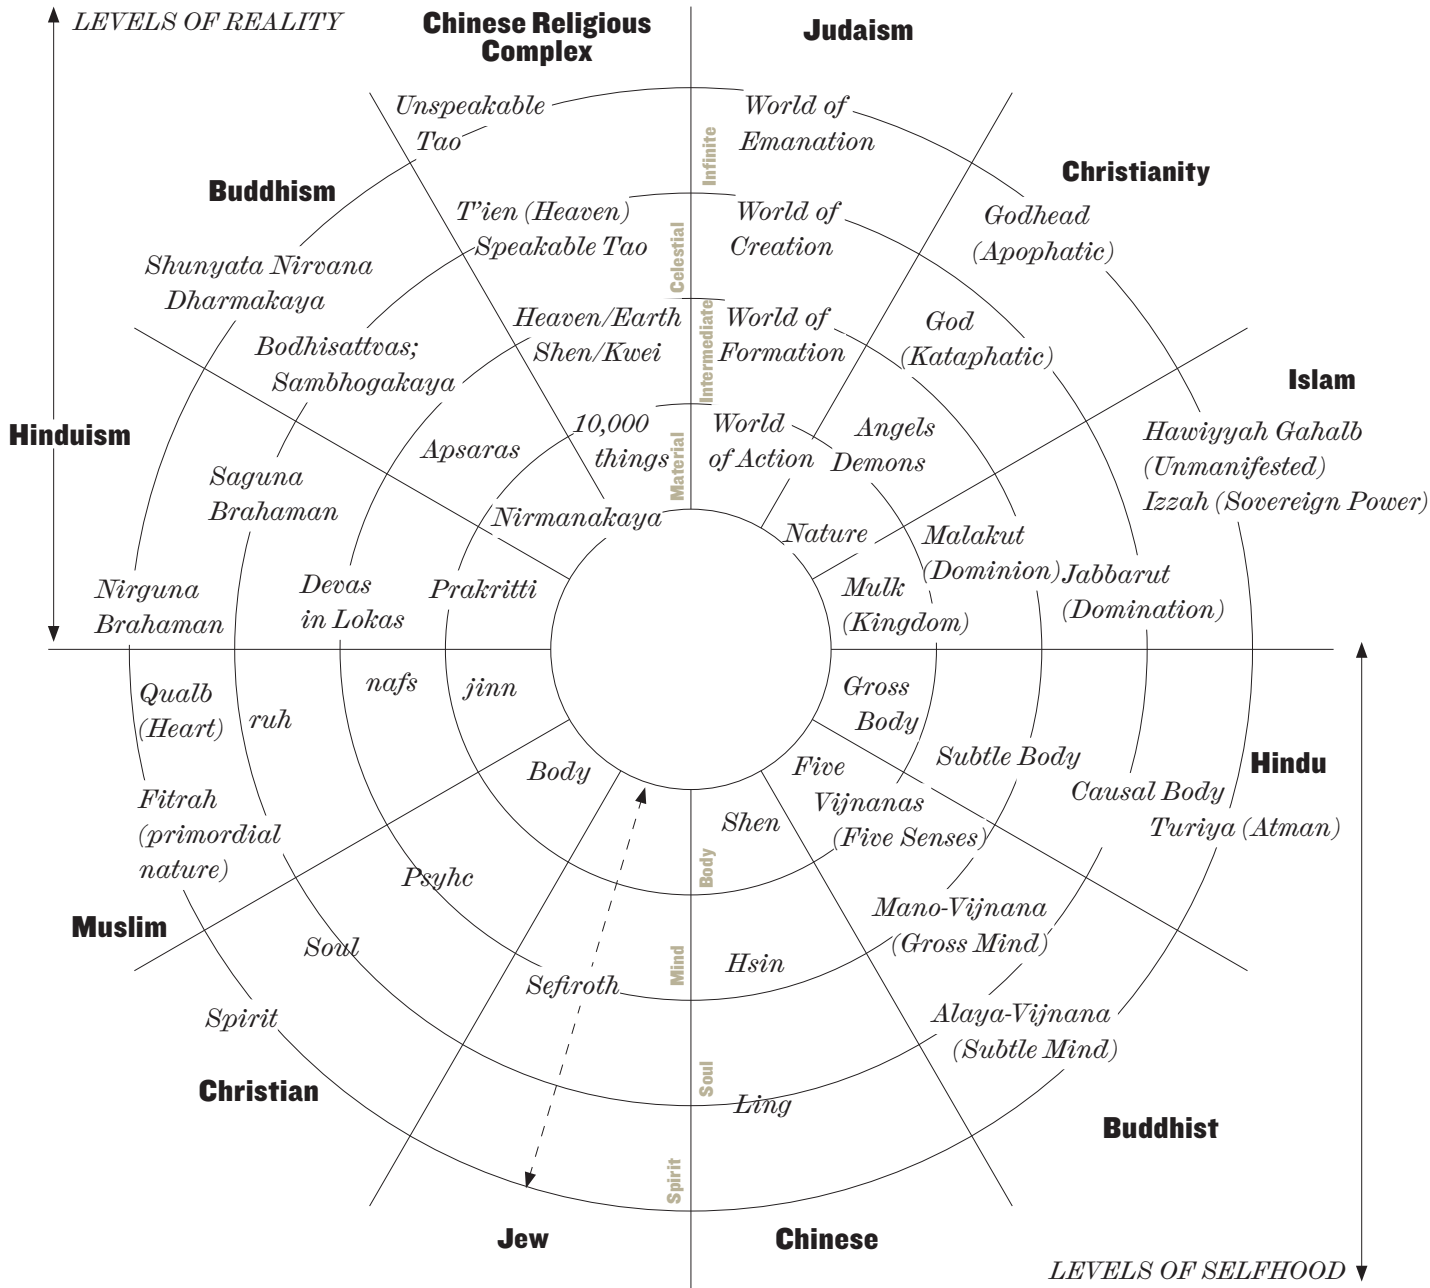 LEVELS OF REALITY
Chinese Religious
Complex
Judaism
Unspeakable
Tao
World of
Emanation
Infinite
Christianity
Buddhism
T'ien (Heaven)
Speakable Tao
World of
Creation
Celestial
Godhead
(Apophatic)
Shunyata Nirvana
Dharmakaya
Heaven/Earth
Shen/Kwei
World of
Formation
Intermediate
God
(Kataphatic)
Bodhisattvas;
Sambhogakaya
Islam
Hinduism
Apsaras
10,000
things
Material
World
of Action
Angels
Demons
Hawiyyah Gahalb
(Unmanifested)
Izzah (Sovereign Power)
Saguna
Brahaman
Nirmanakaya
Nature
Malakut
(Dominion)
Jabbarut
(Domination)
Nirguna
Brahaman
Devas
in Lokas
Prakritti
Mulk
(Kingdom)
Qualb
(Heart)
ruh
nafs
jinn
Gross
Body
Subtle Body
Causal Body
Turiya (Atman)
Hindu
Fitrah
(primordial
nature)
Body
Shen
Five
Vijnanas
(Five Senses)
Body
Muslim
Psyhc
Soul
Spirit
Sefiroth
Mind
Hsin
Mano-Vijnana
(Gross Mind)
Alaya-Vijnana
(Subtle Mind)
Christian
Soul
Ling
Buddhist
Spirit
Jew
Chinese
LEVELS OF SELFHOOD